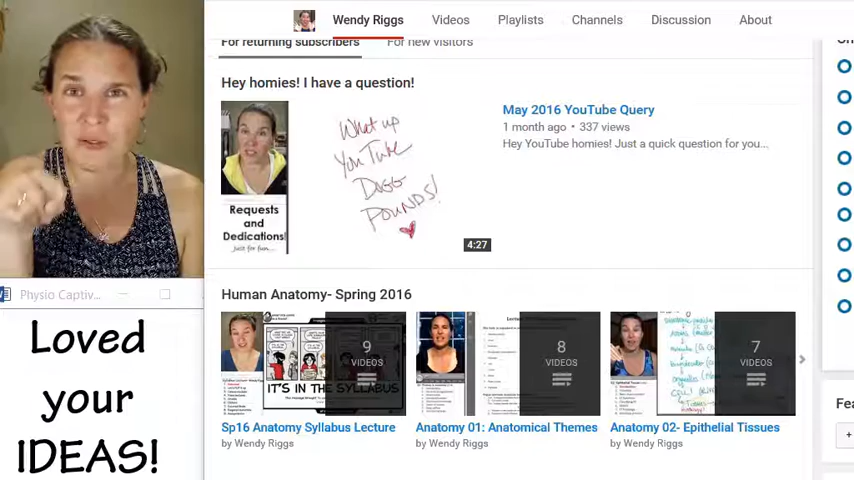 Wendy Riggs Videos Playlists Channels Discussion About
For returning subscribers For new visitors
Hey homies! I have a question!
What up
YouTube
Dogg
Pounds!
Requests
and
Dedications!
Just for fun...
4:27
May 2016 YouTube Query
1 month ago • 337 views
Hey YouTube homies! Just a quick question for you...
Physio Captiv...
Loved
your
IDEAS!
Human Anatomy- Spring 2016
9
VIDEOS
IT'S IN THE SYLLABUS
8
VIDEOS
7
VIDEOS
Sp16 Anatomy Syllabus Lecture
by Wendy Riggs
Anatomy 01: Anatomical Themes
by Wendy Riggs
Anatomy 02- Epithelial Tissues
by Wendy Riggs